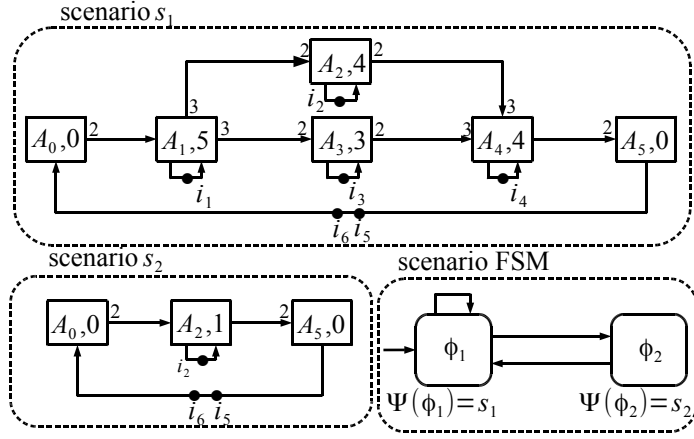 scenario s₁
2 2
A₂,4
i₂
3 3
A₀,0 2 A₁,5 3 2 A₃,3 2 3 A₄,4 2 A₅,0
i₁ i₃ i₄
i₆ i₅
scenario s₂
A₀,0 2 A₂,1 2 A₅,0
i₂
i₆ i₅
scenario FSM
ϕ₁ ϕ₂
Ψ(ϕ₁)=s₁ Ψ(ϕ₂)=s₂